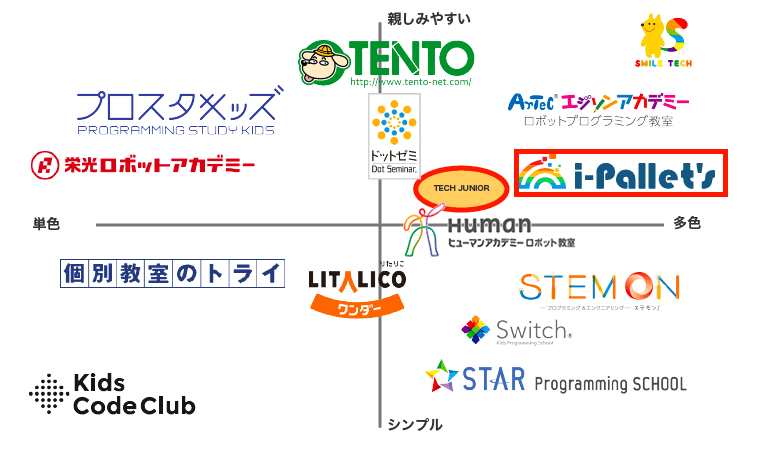 親しみやすい
SMILE TECH
TENTO
http://www.tento-net.com/
プロスタキッズ
PROGRAMMING STUDY KIDS
ArTeC® エジソンアカデミー
ロボットプログラミング教室
ドットゼミ
Dot Seminar.
栄光ロボットアカデミー
i-Pallet's
TECH JUNIOR
単色
多色
Human
ヒューマンアカデミー ロボット教室
個別教室のトライ
りたりこ
LITALICO
ワンダー
STEMON
プログラミング&エンジニアリング ステモン!
Switch®
Kids Programming School
STAR Programming SCHOOL
Kids
Code Club
シンプル